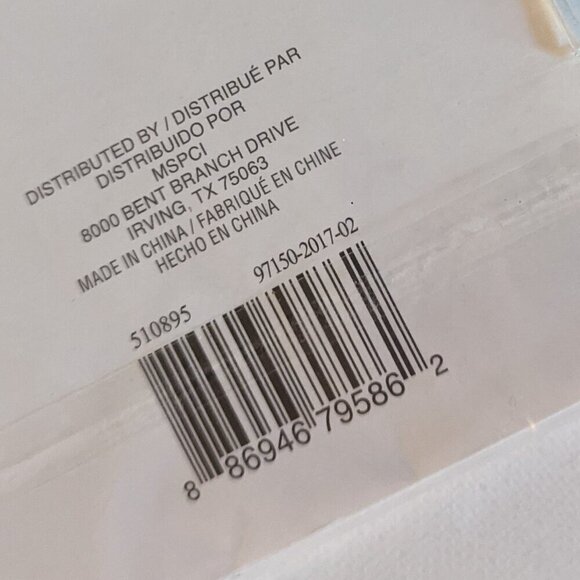 DISTRIBUTED BY / DISTRIBUÉ PAR
DISTRIBUIDO POR
MSPCI
8000 BENT BRANCH DRIVE
IRVING, TX 75063
MADE IN CHINA / FABRIQUÉ EN CHINE
HECHO EN CHINA
510895 97150-2017-02
8 86946 79586 2